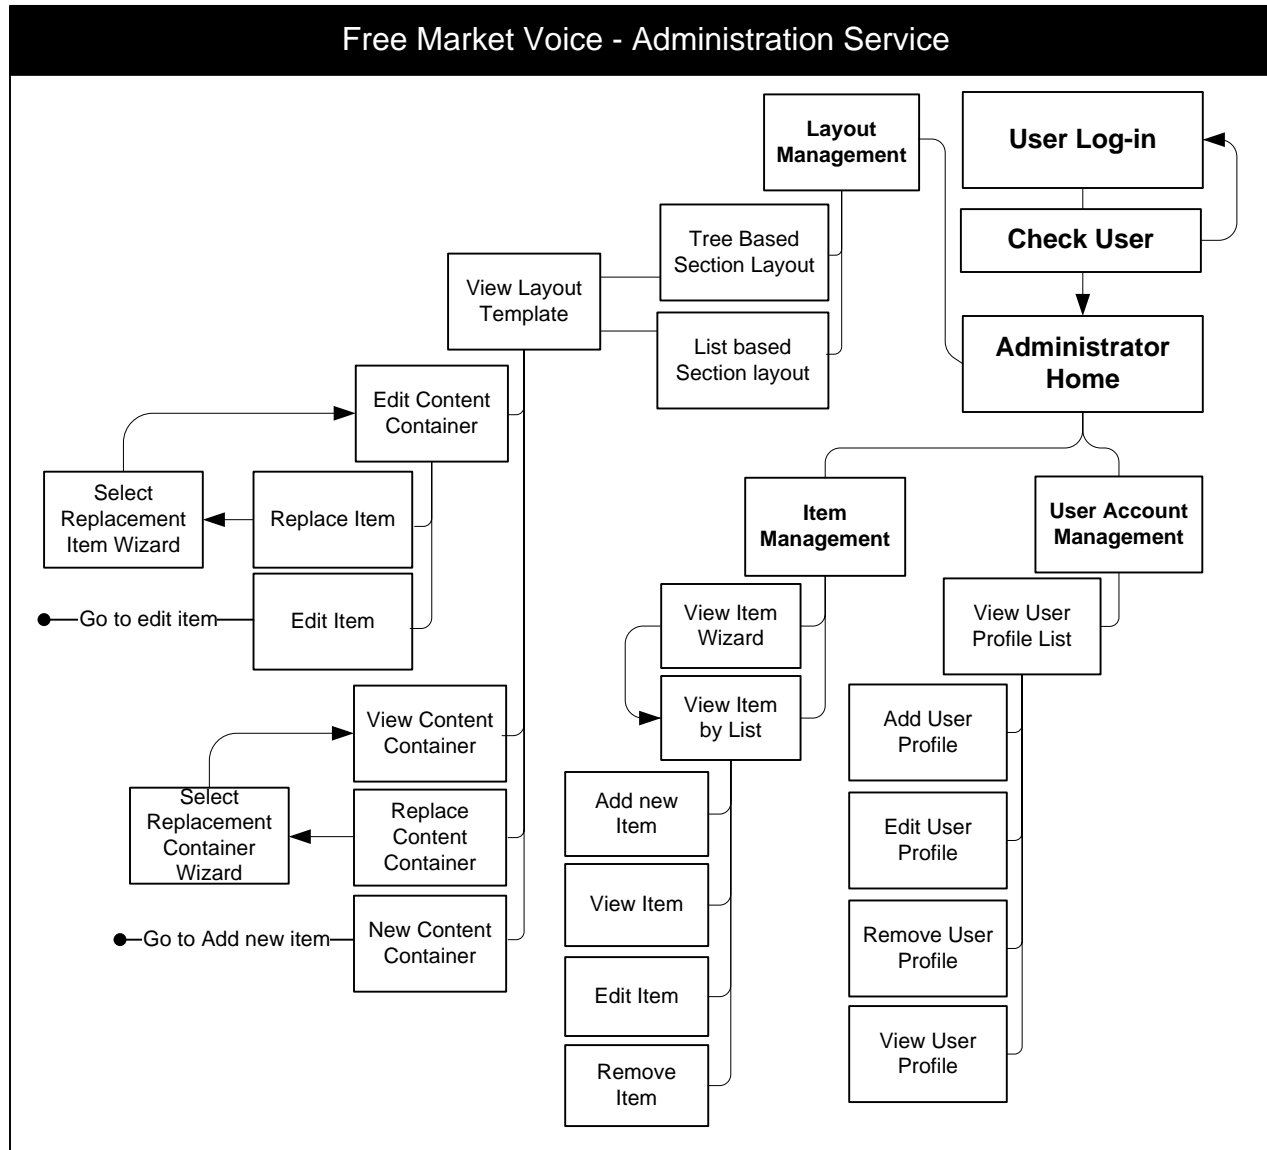 Free Market Voice - Administration Service
Layout
Management
User Log-in
Check User
Tree Based
Section Layout
View Layout
Template
List based
Section layout
Administrator
Home
Edit Content
Container
Select
Replacement
Item Wizard
Replace Item
Item
Management
User Account
Management
Go to edit item
Edit Item
View Item
Wizard
View User
Profile List
View Content
Container
View Item
by List
Add User
Profile
Select
Replacement
Container
Wizard
Replace
Content
Container
Add new
Item
Edit User
Profile
Go to Add new item
New Content
Container
View Item
Remove User
Profile
Edit Item
View User
Profile
Remove
Item